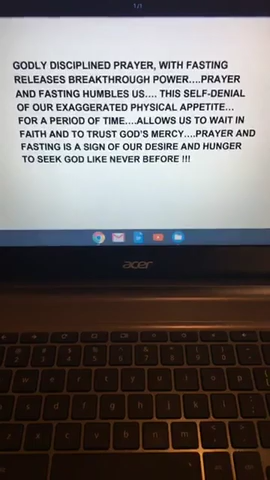 1/1
GODLY DISCIPLINED PRAYER, WITH FASTING
RELEASES BREAKTHROUGH POWER....PRAYER
AND FASTING HUMBLES US.... THIS SELF-DENIAL
OF OUR EXAGGERATED PHYSICAL APPETITE...
FOR A PERIOD OF TIME....ALLOWS US TO WAIT IN
FAITH AND TO TRUST GOD'S MERCY....PRAYER AND
FASTING IS A SIGN OF OUR DESIRE AND HUNGER
TO SEEK GOD LIKE NEVER BEFORE !!!
acer
w e r t y u i o p
s d f g h j k l
z x c v b n m